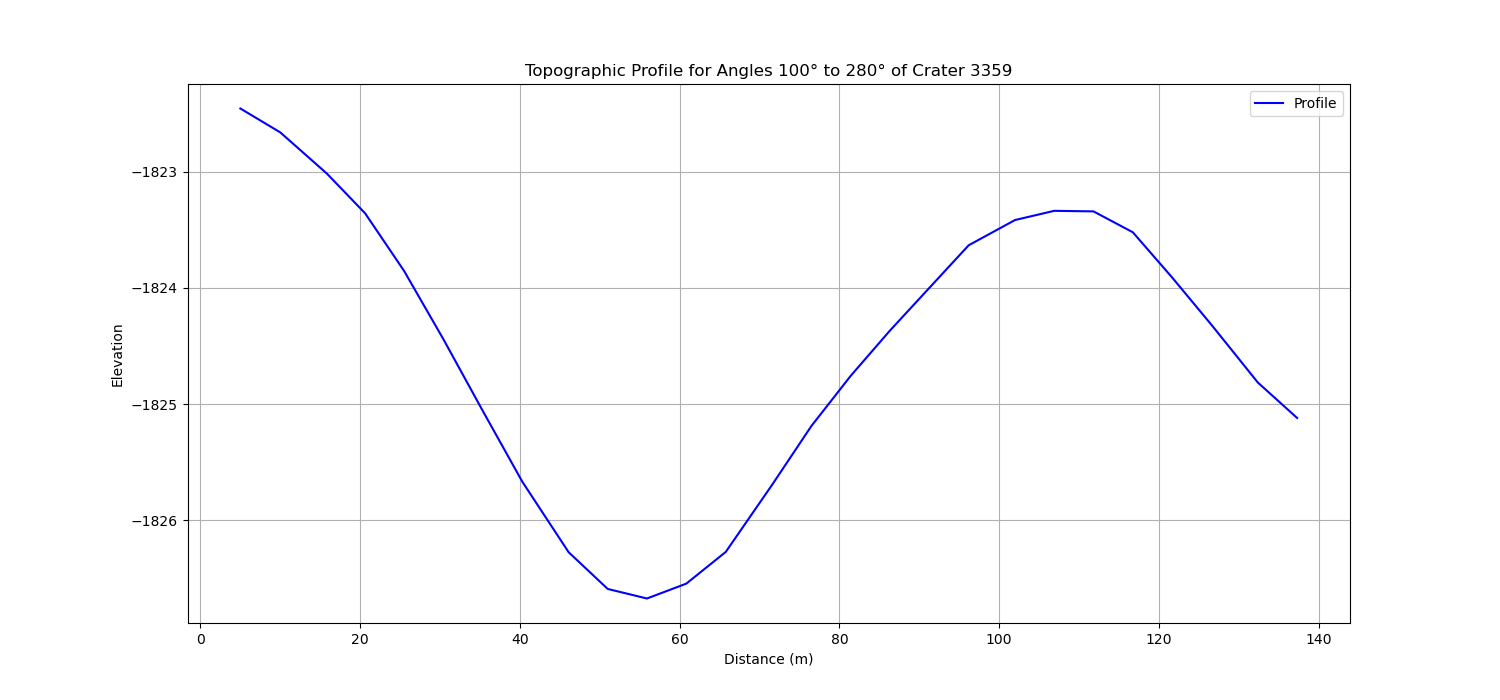 Topographic Profile for Angles 100° to 280° of Crater 3359
Profile
−1823
−1824
−1825
−1826
Elevation
0 20 40 60 80 100 120 140
Distance (m)